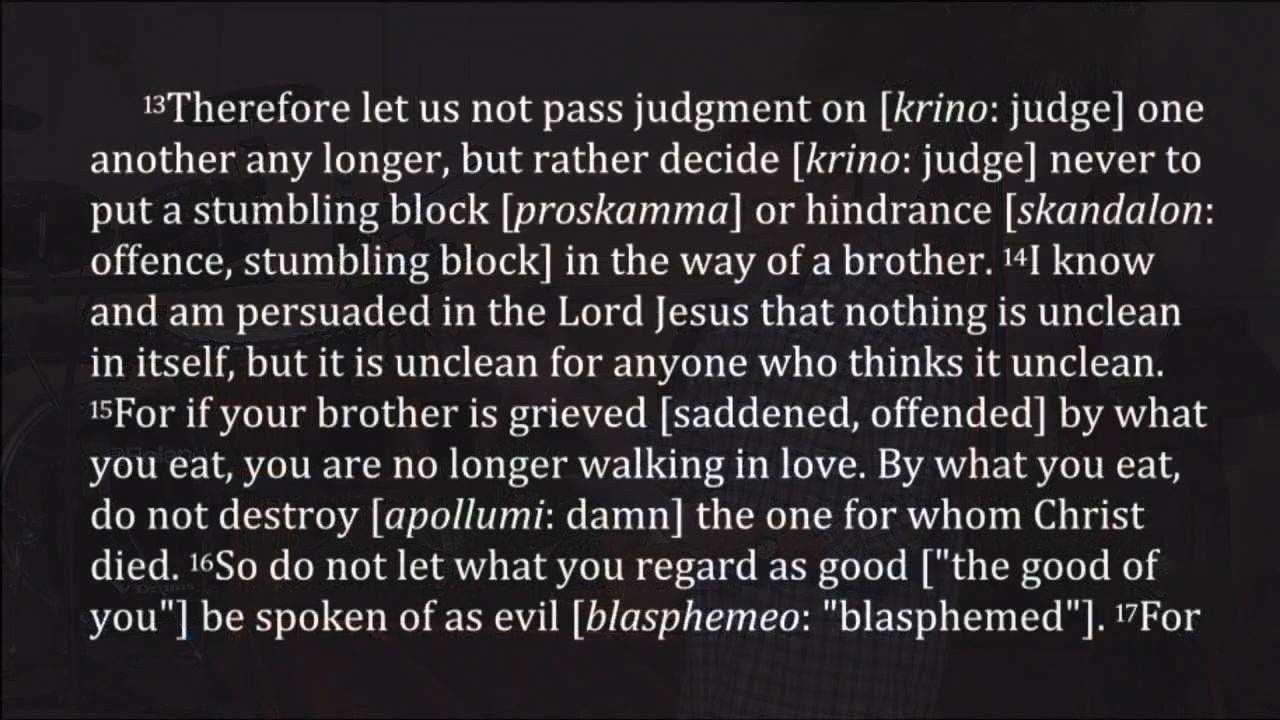 ¹³Therefore let us not pass judgment on [krino: judge] one
another any longer, but rather decide [krino: judge] never to
put a stumbling block [proskamma] or hindrance [skandalon:
offence, stumbling block] in the way of a brother. ¹⁴I know
and am persuaded in the Lord Jesus that nothing is unclean
in itself, but it is unclean for anyone who thinks it unclean.
¹⁵For if your brother is grieved [saddened, offended] by what
you eat, you are no longer walking in love. By what you eat,
do not destroy [apollumi: damn] the one for whom Christ
died. ¹⁶So do not let what you regard as good ["the good of
you"] be spoken of as evil [blasphemeo: "blasphemed"]. ¹⁷For